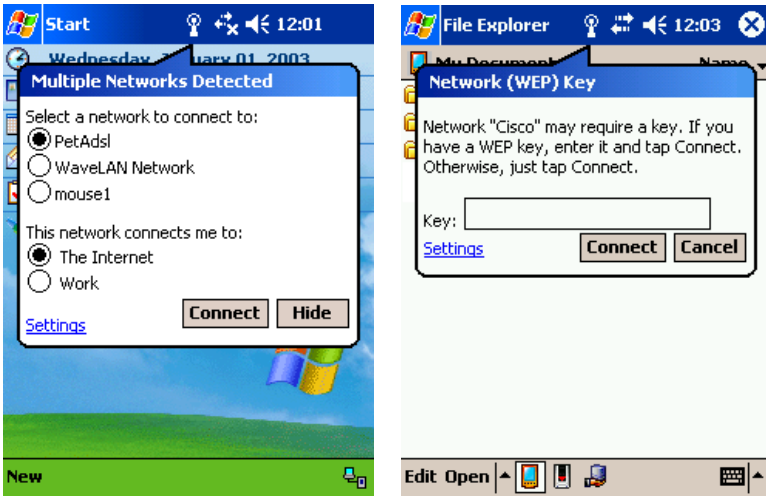 Start 12:01
Wednesday, January 01, 2003
Multiple Networks Detected
Select a network to connect to:
PetAdsl
WaveLAN Network
mouse1
This network connects me to:
The Internet
Work
Settings Connect Hide
New
File Explorer 12:03
My Documents Name
Network (WEP) Key
Network "Cisco" may require a key. If you
have a WEP key, enter it and tap Connect.
Otherwise, just tap Connect.
Key:
Settings Connect Cancel
Edit Open